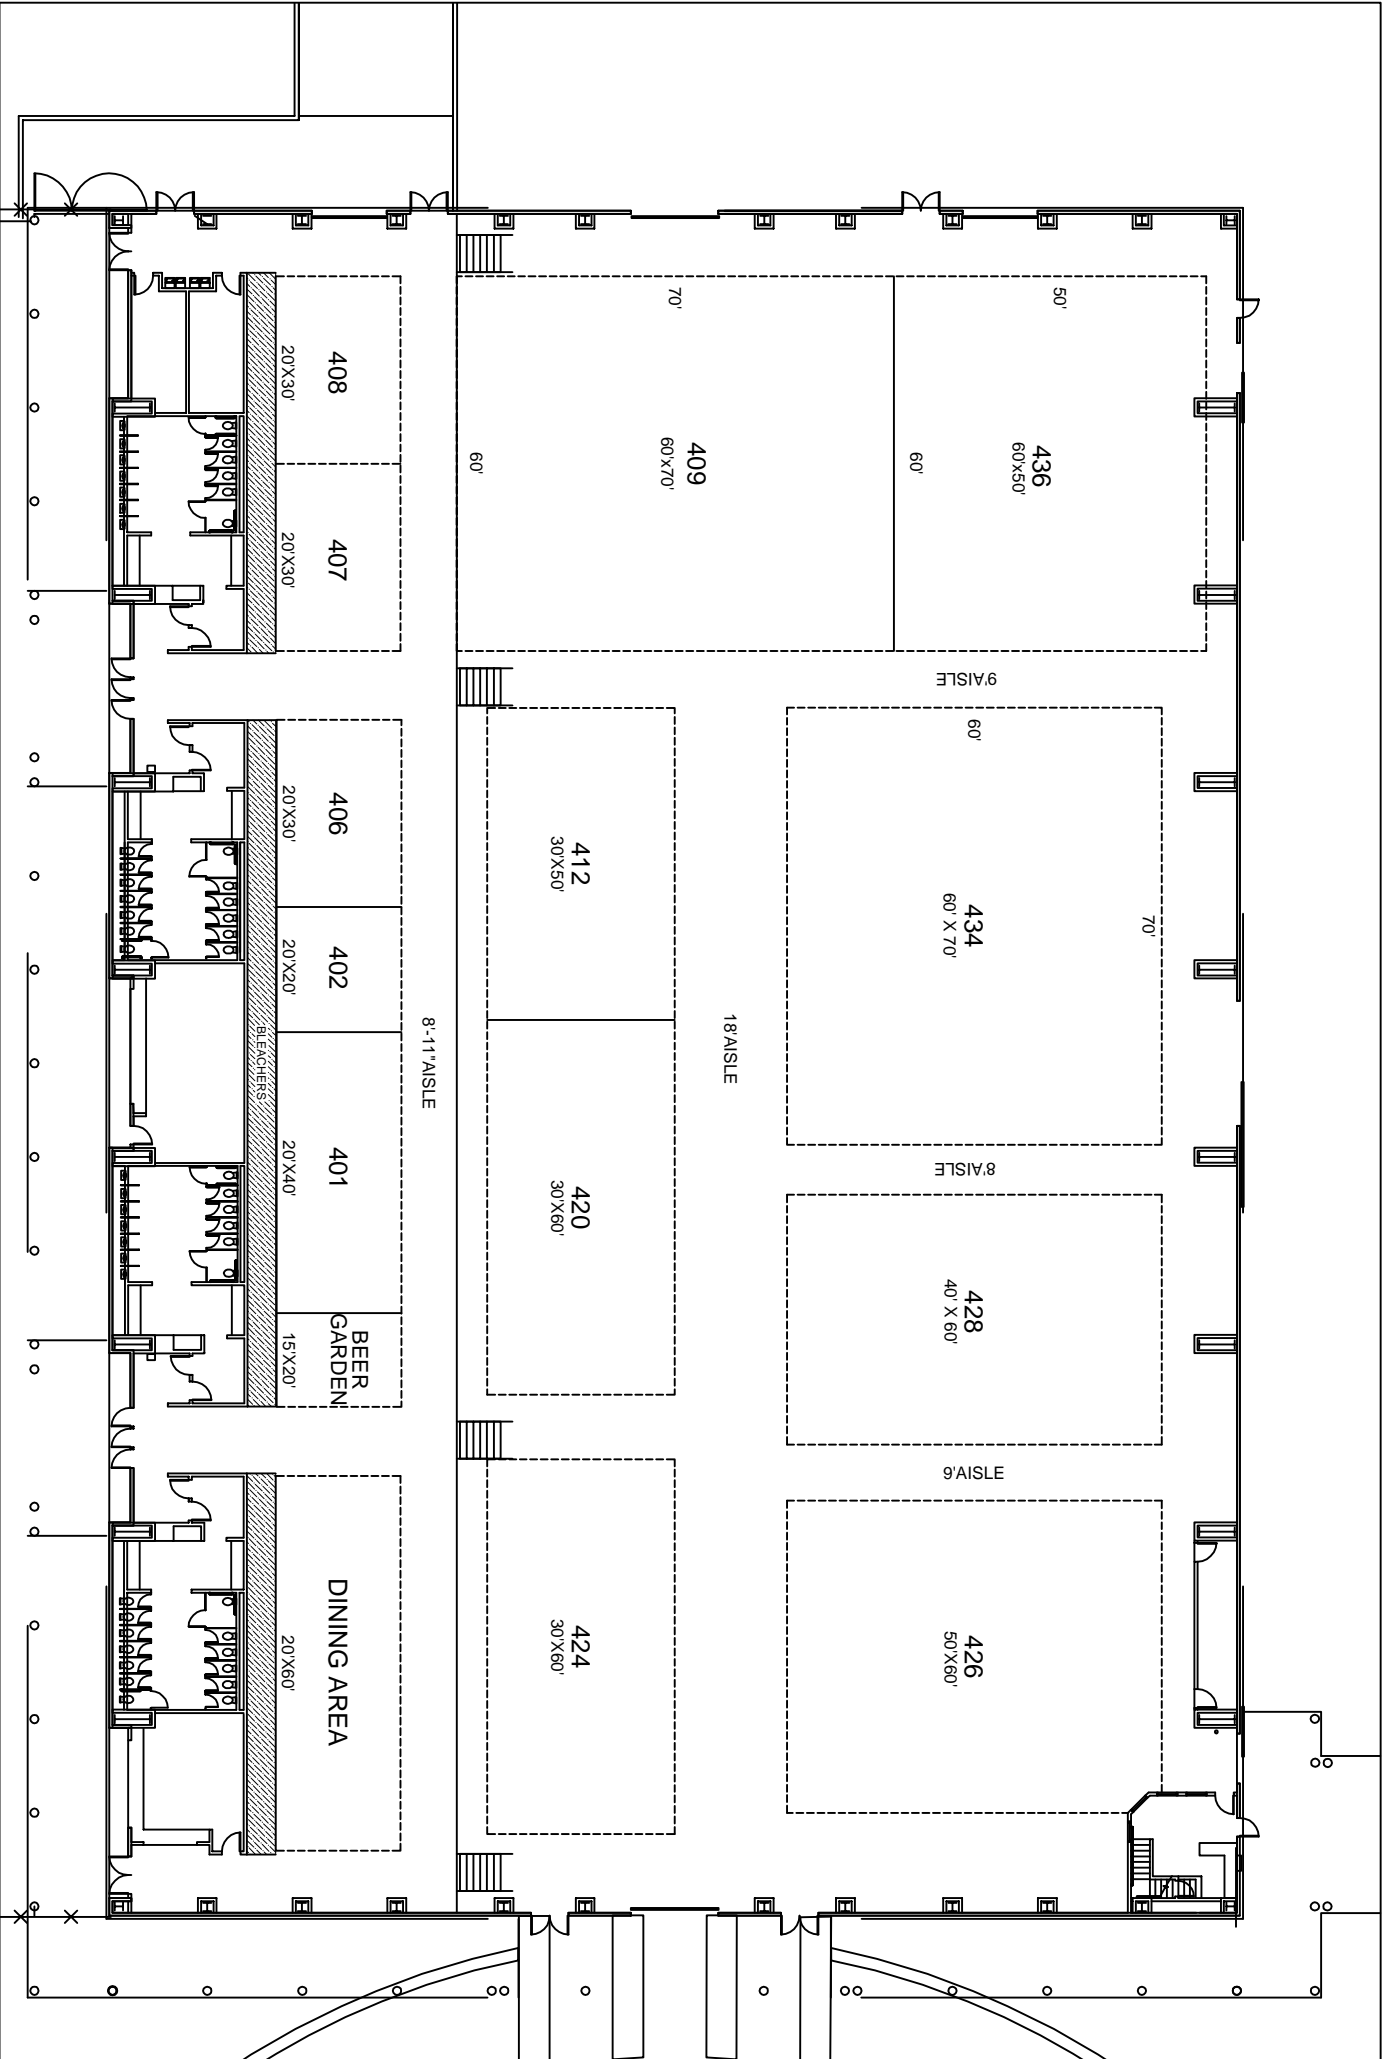 408
20'X30'
407
20'X30'
406
20'X30'
402
20'X20'
401
20'X40'
BEER
GARDEN
15'X20'
DINING AREA
20'X60'
BLEACHERS
8'-11"AISLE
70'
409
60'x70'
60'
50'
436
60'x50'
60'
9'AISLE
412
30'X50'
420
30'X60'
424
30'X60'
18'AISLE
60'
434
60' X 70'
70'
8'AISLE
428
40' X 60'
9'AISLE
426
50'X60'